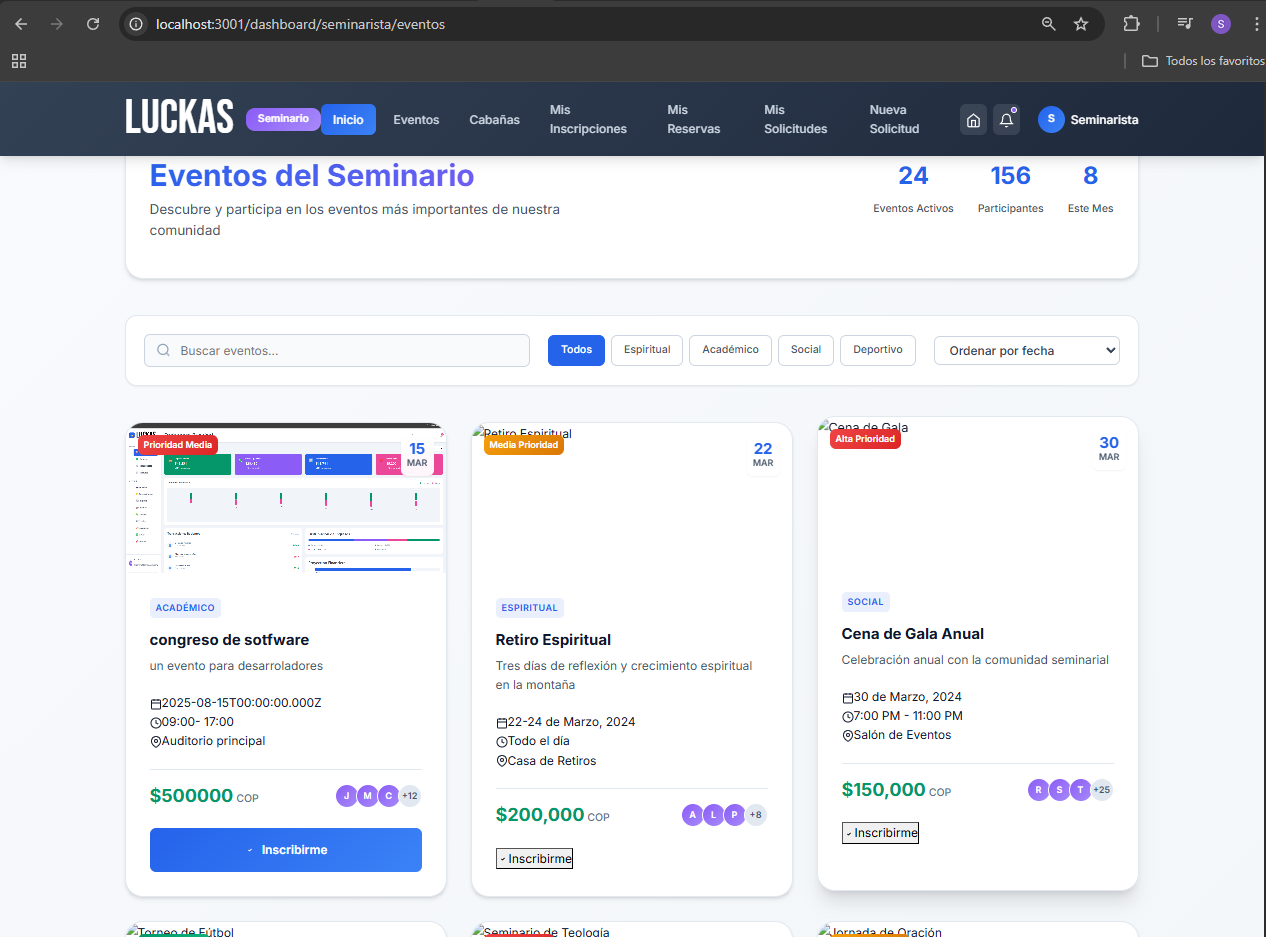 localhost:3001/dashboard/seminarista/eventos
S
Todos los favoritos
LUCKAS
Seminario
Inicio
Eventos
Cabañas
Mis
Inscripciones
Mis
Reservas
Mis
Solicitudes
Nueva
Solicitud
S
Seminarista
Eventos del Seminario
Descubre y participa en los eventos más importantes de nuestra
comunidad
24
Eventos Activos
156
Participantes
8
Este Mes
Buscar eventos...
Todos
Espiritual
Académico
Social
Deportivo
Ordenar por fecha
LUCKAS
Prioridad Media
15
MAR
ACADÉMICO
congreso de sotfware
un evento para desarroladores
2025-08-15T00:00:00.000Z
09:00- 17:00
Auditorio principal
$500000 COP
J M C +12
Inscribirme
Retiro Espiritual
Media Prioridad
22
MAR
ESPIRITUAL
Retiro Espiritual
Tres días de reflexión y crecimiento espiritual
en la montaña
22-24 de Marzo, 2024
Todo el día
Casa de Retiros
$200,000 COP
A L P +8
Inscribirme
Cena de Gala
Alta Prioridad
30
MAR
SOCIAL
Cena de Gala Anual
Celebración anual con la comunidad seminarial
30 de Marzo, 2024
7:00 PM - 11:00 PM
Salón de Eventos
$150,000 COP
R S T +25
Inscribirme
Torneo de Fútbol
Seminario de Teología
Jornada de Oración